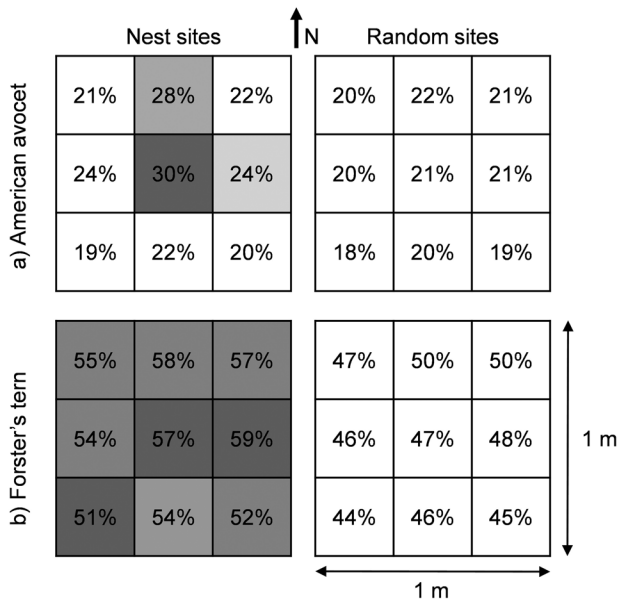 Nest sites N Random sites
a) American avocet
21% 28% 22% 20% 22% 21%
24% 30% 24% 20% 21% 21%
19% 22% 20% 18% 20% 19%
b) Forster's tern
55% 58% 57% 47% 50% 50%
54% 57% 59% 46% 47% 48%
1 m
51% 54% 52% 44% 46% 45%
1 m